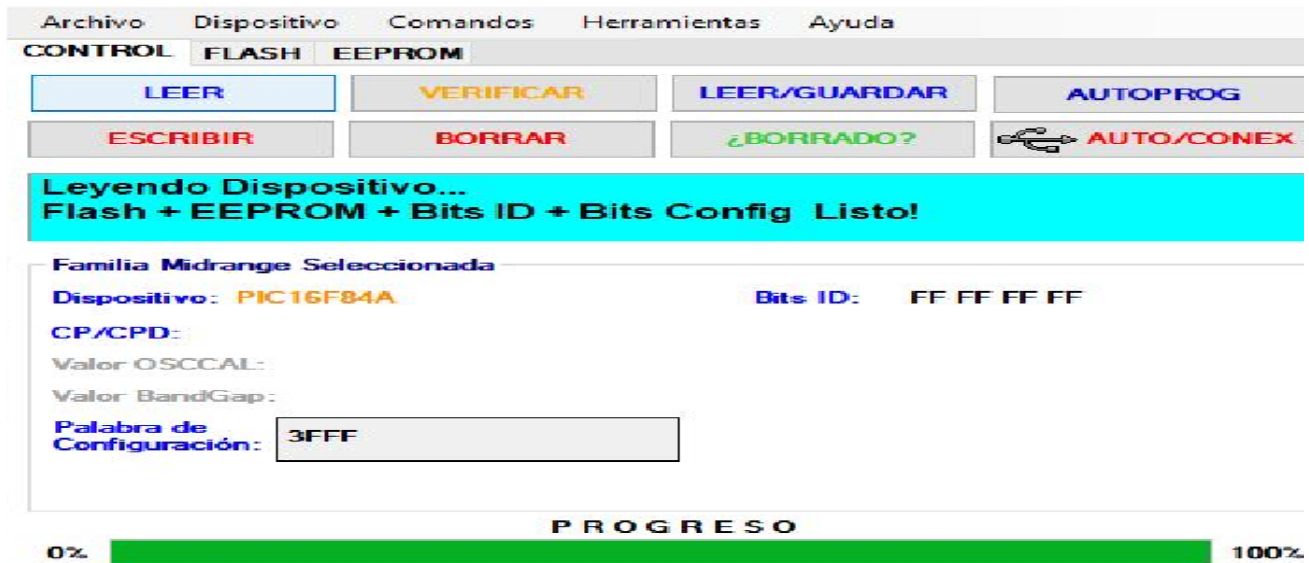 Archivo Dispositivo Comandos Herramientas Ayuda
CONTROL FLASH EEPROM
LEER VERIFICAR LEER/GUARDAR AUTOPROG
ESCRIBIR BORRAR ¿BORRADO? AUTO/CONEX
Leyendo Dispositivo...
Flash + EEPROM + Bits ID + Bits Config Listo!
Familia Midrange Seleccionada
Dispositivo: PIC16F84A Bits ID: FF FF FF FF
CP/CPD:
Valor OSCCAL:
Valor BandGap:
Palabra de
Configuración: 3FFF
PROGRESO
0% 100%